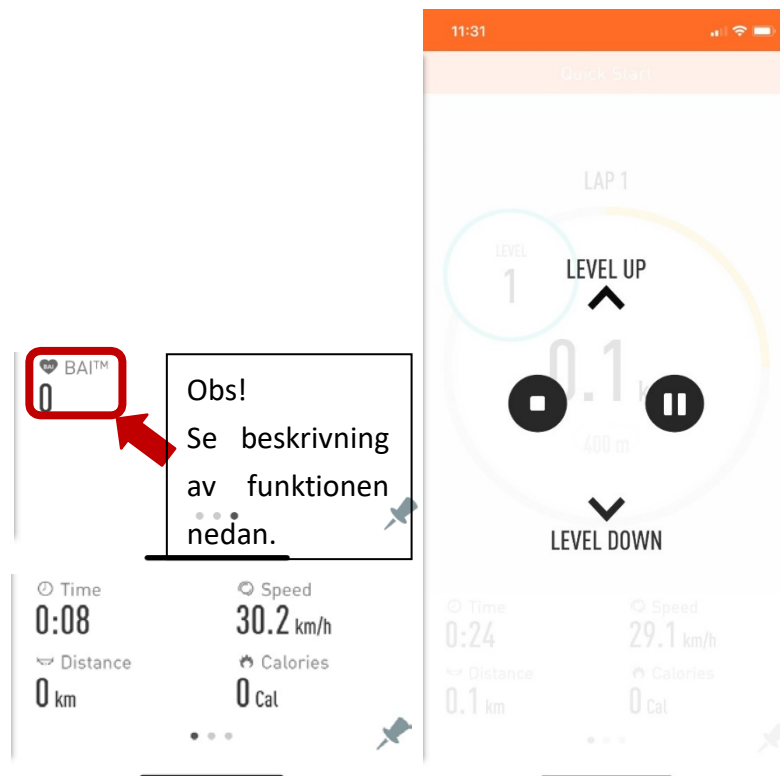 BAI™
0
Obs!
Se beskrivning
av funktionen
nedan.
Time
0:08
Speed
30.2 km/h
Distance
0 km
Calories
0 Cal
11:31
Quick Start
LAP 1
LEVEL
1
LEVEL UP
0.1 k
400 m
LEVEL DOWN
Time
0:24
Speed
29.1 km/h
Distance
0.1 km
Calories
0 Cal